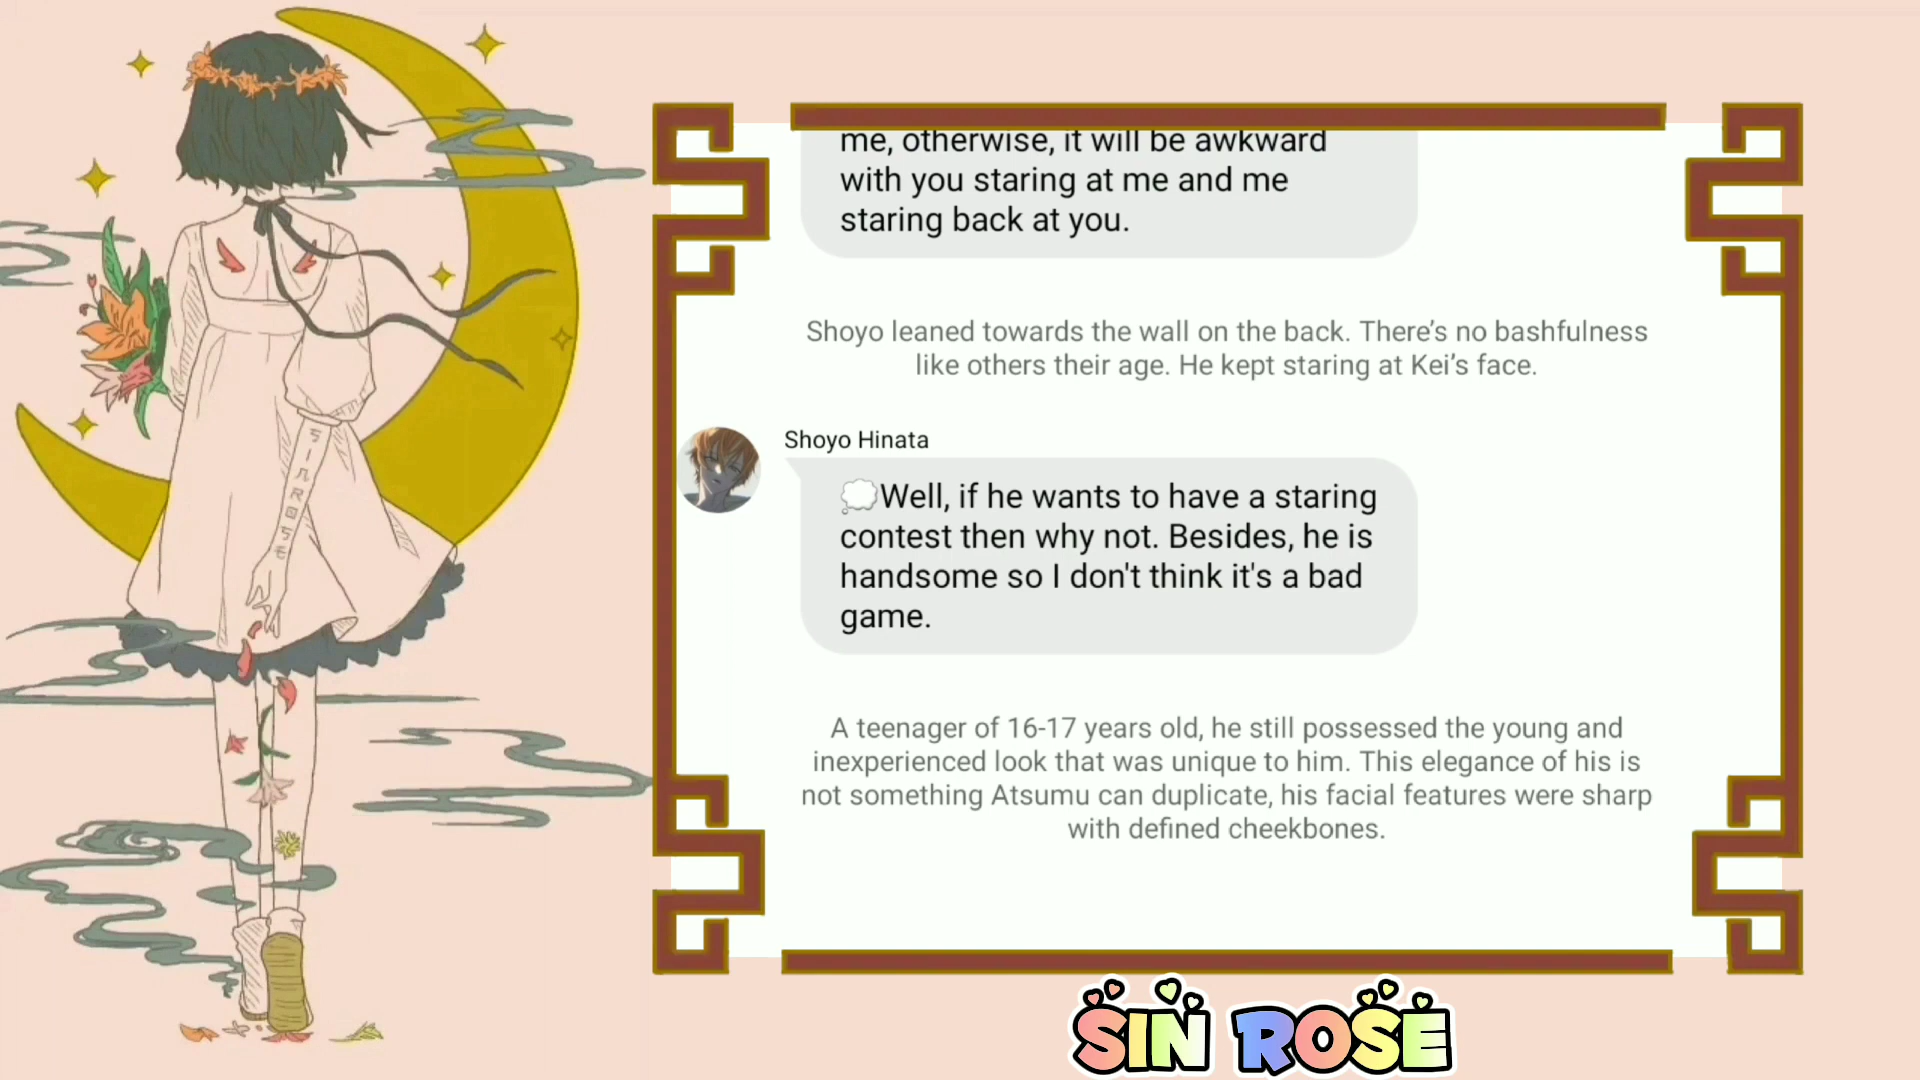 me, otherwise, it will be awkward
with you staring at me and me
staring back at you.
Shoyo leaned towards the wall on the back. There’s no bashfulness
like others their age. He kept staring at Kei’s face.
Shoyo Hinata
💭Well, if he wants to have a staring
contest then why not. Besides, he is
handsome so I don't think it's a bad
game.
A teenager of 16-17 years old, he still possessed the young and
inexperienced look that was unique to him. This elegance of his is
not something Atsumu can duplicate, his facial features were sharp
with defined cheekbones.
SINROSE
SIN ROSE